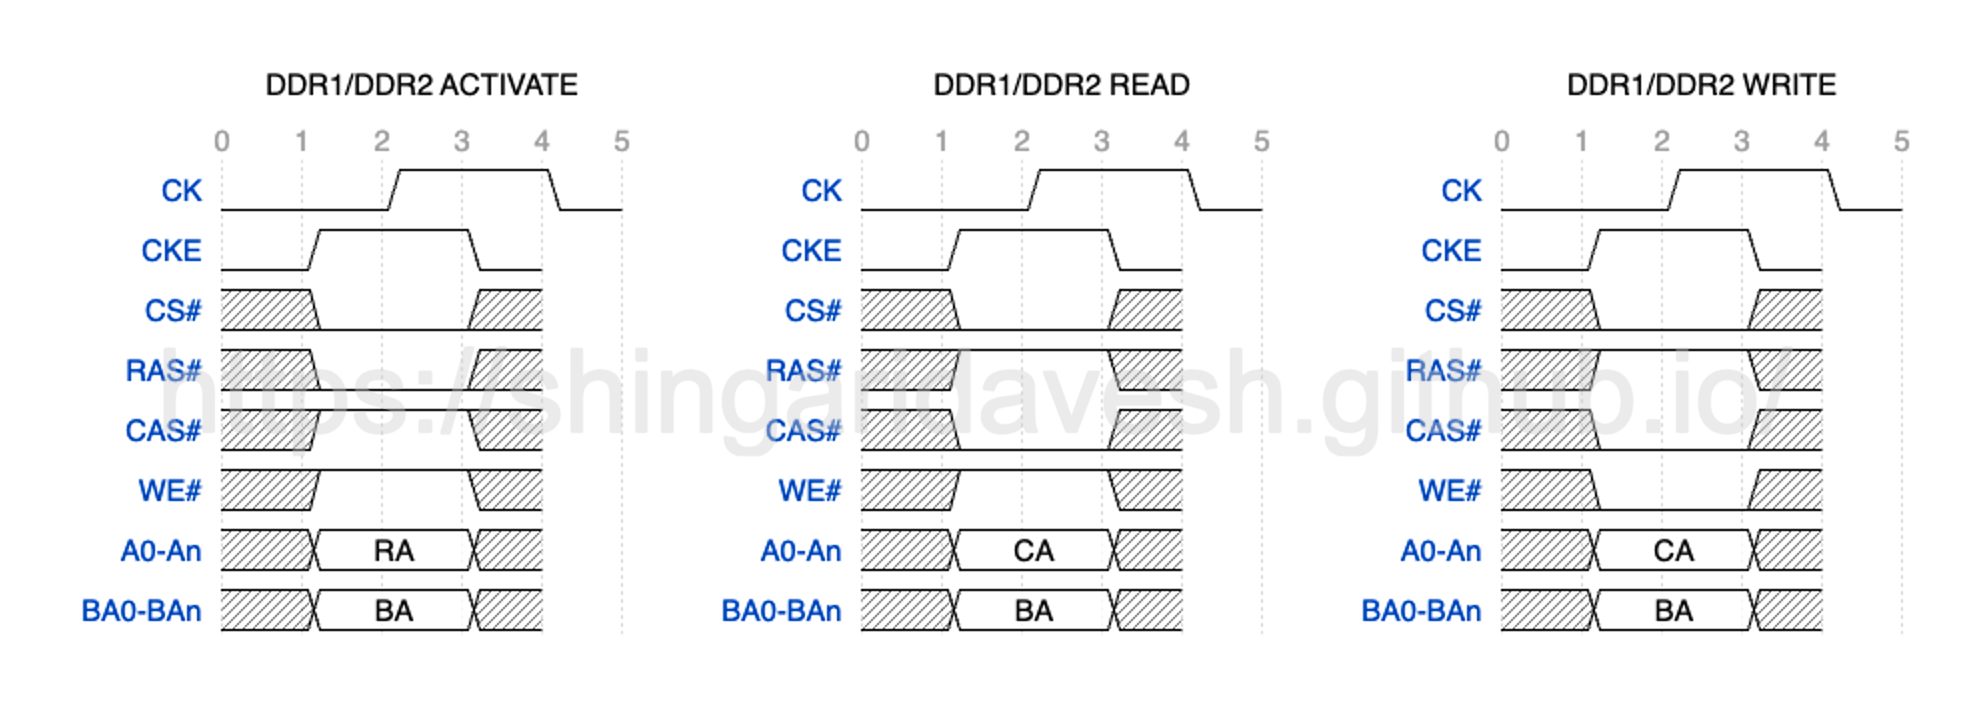 DDR1/DDR2 ACTIVATE
0 1 2 3 4 5
CK
CKE
CS#
RAS#
CAS#
WE#
A0-An RA
BA0-BAn BA
DDR1/DDR2 READ
0 1 2 3 4 5
CK
CKE
CS#
RAS#
CAS#
WE#
A0-An CA
BA0-BAn BA
DDR1/DDR2 WRITE
0 1 2 3 4 5
CK
CKE
CS#
RAS#
CAS#
WE#
A0-An CA
BA0-BAn BA
https://shingaridavesh.github.io/